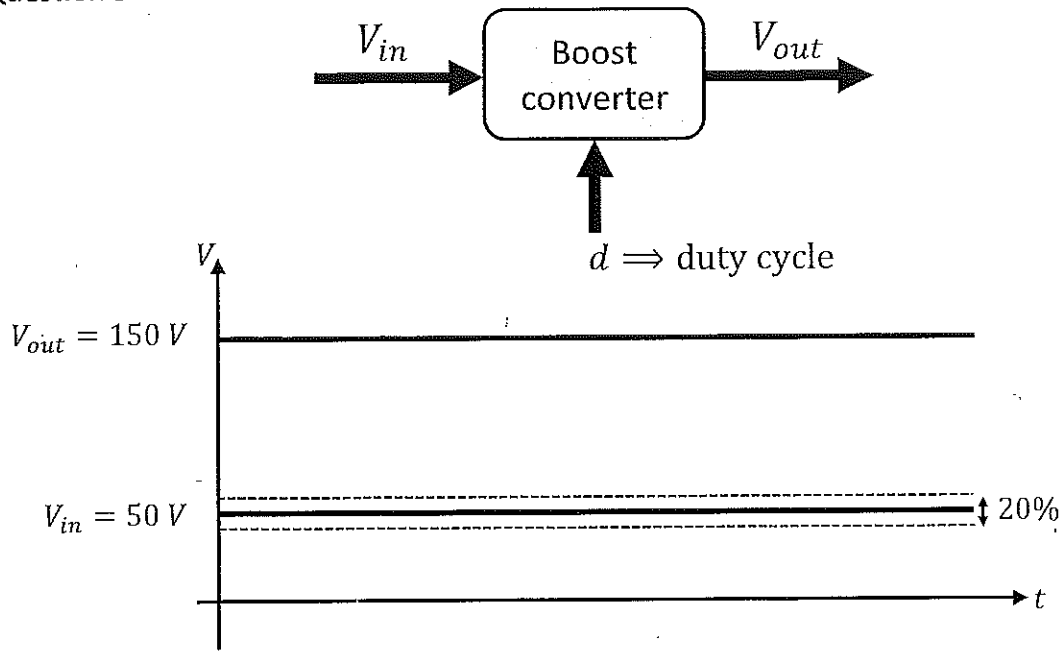 V_in
Boost
converter
V_out
d ⟹ duty cycle
V
V_out = 150 V
V_in = 50 V
20%
t